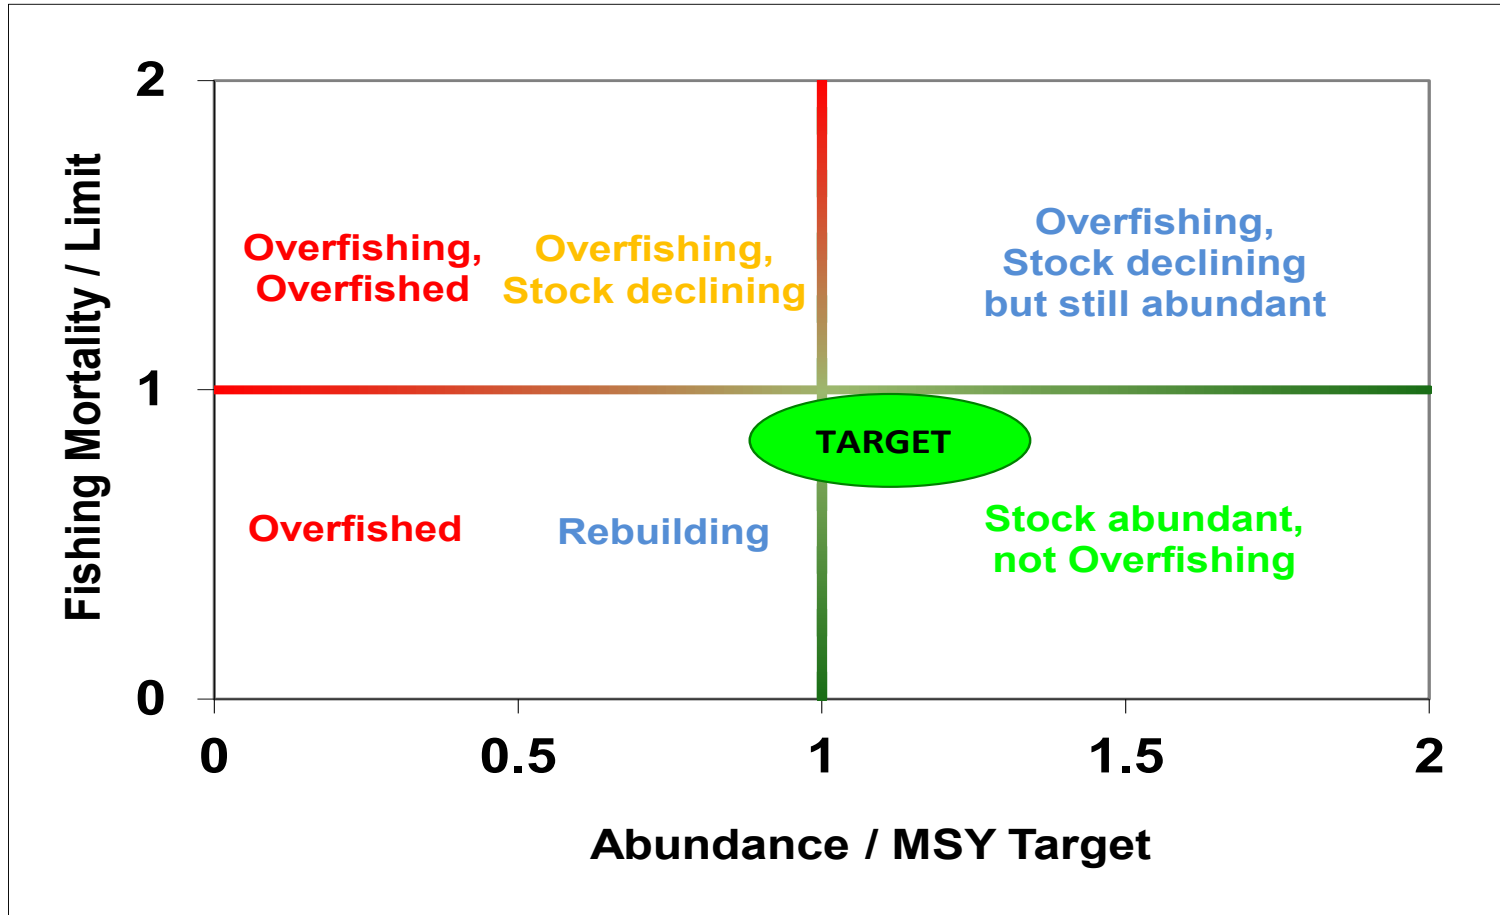 2
Overfishing,
Stock declining
but still abundant
Overfishing,
Overfished
Overfishing,
Stock declining
Fishing Mortality / Limit
1
TARGET
Overfished
Rebuilding
Stock abundant,
not Overfishing
0
0 0.5 1 1.5 2
Abundance / MSY Target